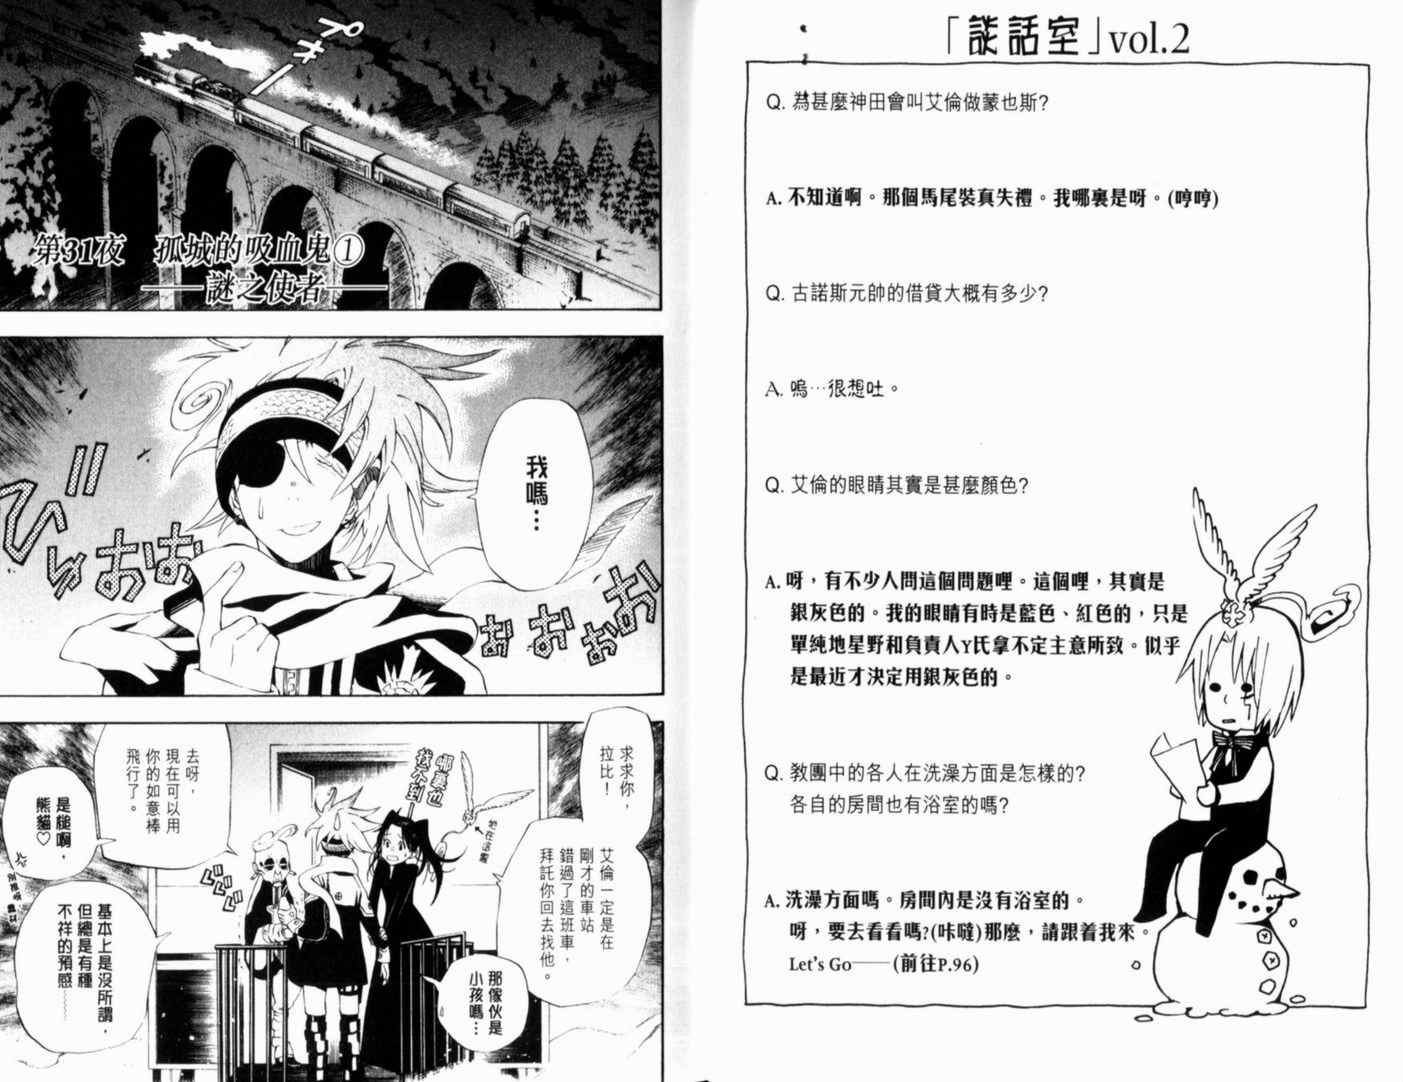 「談話室」vol.2
Q. 為甚麼神田會叫艾倫做蒙也斯?
A. 不知道啊。那個馬尾裝真失禮。我哪裏是呀。(哼哼)
Q. 古諾斯元帥的借貸大概有多少?
A. 嗚…很想吐。
Q. 艾倫的眼睛其實是甚麼顏色?
A. 呀，有不少人問這個問題哩。這個哩，其實是
銀灰色的。我的眼睛有時是藍色、紅色的，只是
單純地星野和負責人Y氏拿不定主意所致。似乎
是最近才決定用銀灰色的。
Q. 教團中的各人在洗澡方面是怎樣的?
各自的房間也有浴室的嗎?
A. 洗澡方面嗎。房間內是沒有浴室的。
呀，要去看看嗎?(咔噠)那麼，請跟着我來。
Let's Go──(前往P.96)
ペキー
第31夜　孤城的吸血鬼①
──謎之使者──
我嗎…
びゅおお
おおおお
求求你，
拉比！
艾倫一定是在
剛才的車站
錯過了這班車，
拜託你回去找他。
哪裏也
找不到
牠在這裏
那傢伙是
小孩嗎…
去呀，
現在可以用
你的如意棒
飛行了。
是槌啊，
熊貓♡
基本上是沒所謂，
但總是有種
不祥的預感……